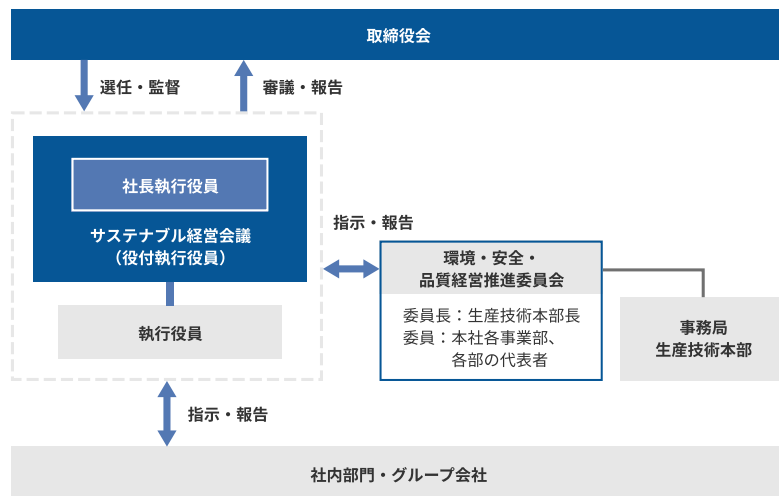 取締役会
選任・監督
審議・報告
社長執行役員
サステナブル経営会議
（役付執行役員）
執行役員
指示・報告
環境・安全・
品質経営推進委員会
委員長：生産技術本部長
委員：本社各事業部、
各部の代表者
事務局
生産技術本部
指示・報告
社内部門・グループ会社